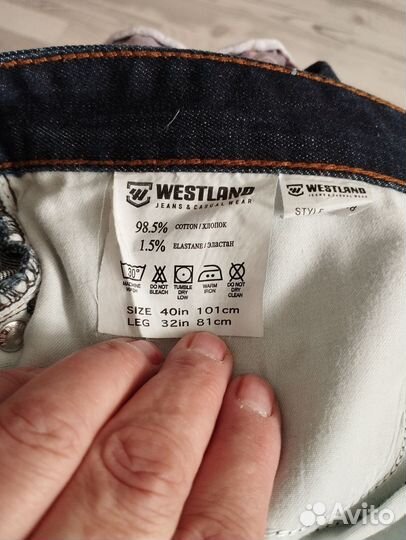 WESTLAND
JEANS & CASUAL WEAR
98.5% COTTON/ХЛОПОК
1.5% ELASTANE/ЭЛАСТАН
30°
MACHINE WASH
DO NOT BLEACH
TUMBLE DRY LOW
WARM IRON
DO NOT DRY CLEAN
SIZE 40in 101cm
LEG 32in 81cm
WESTLAND
JEANS & CASUAL WEAR
STYLE
Avito